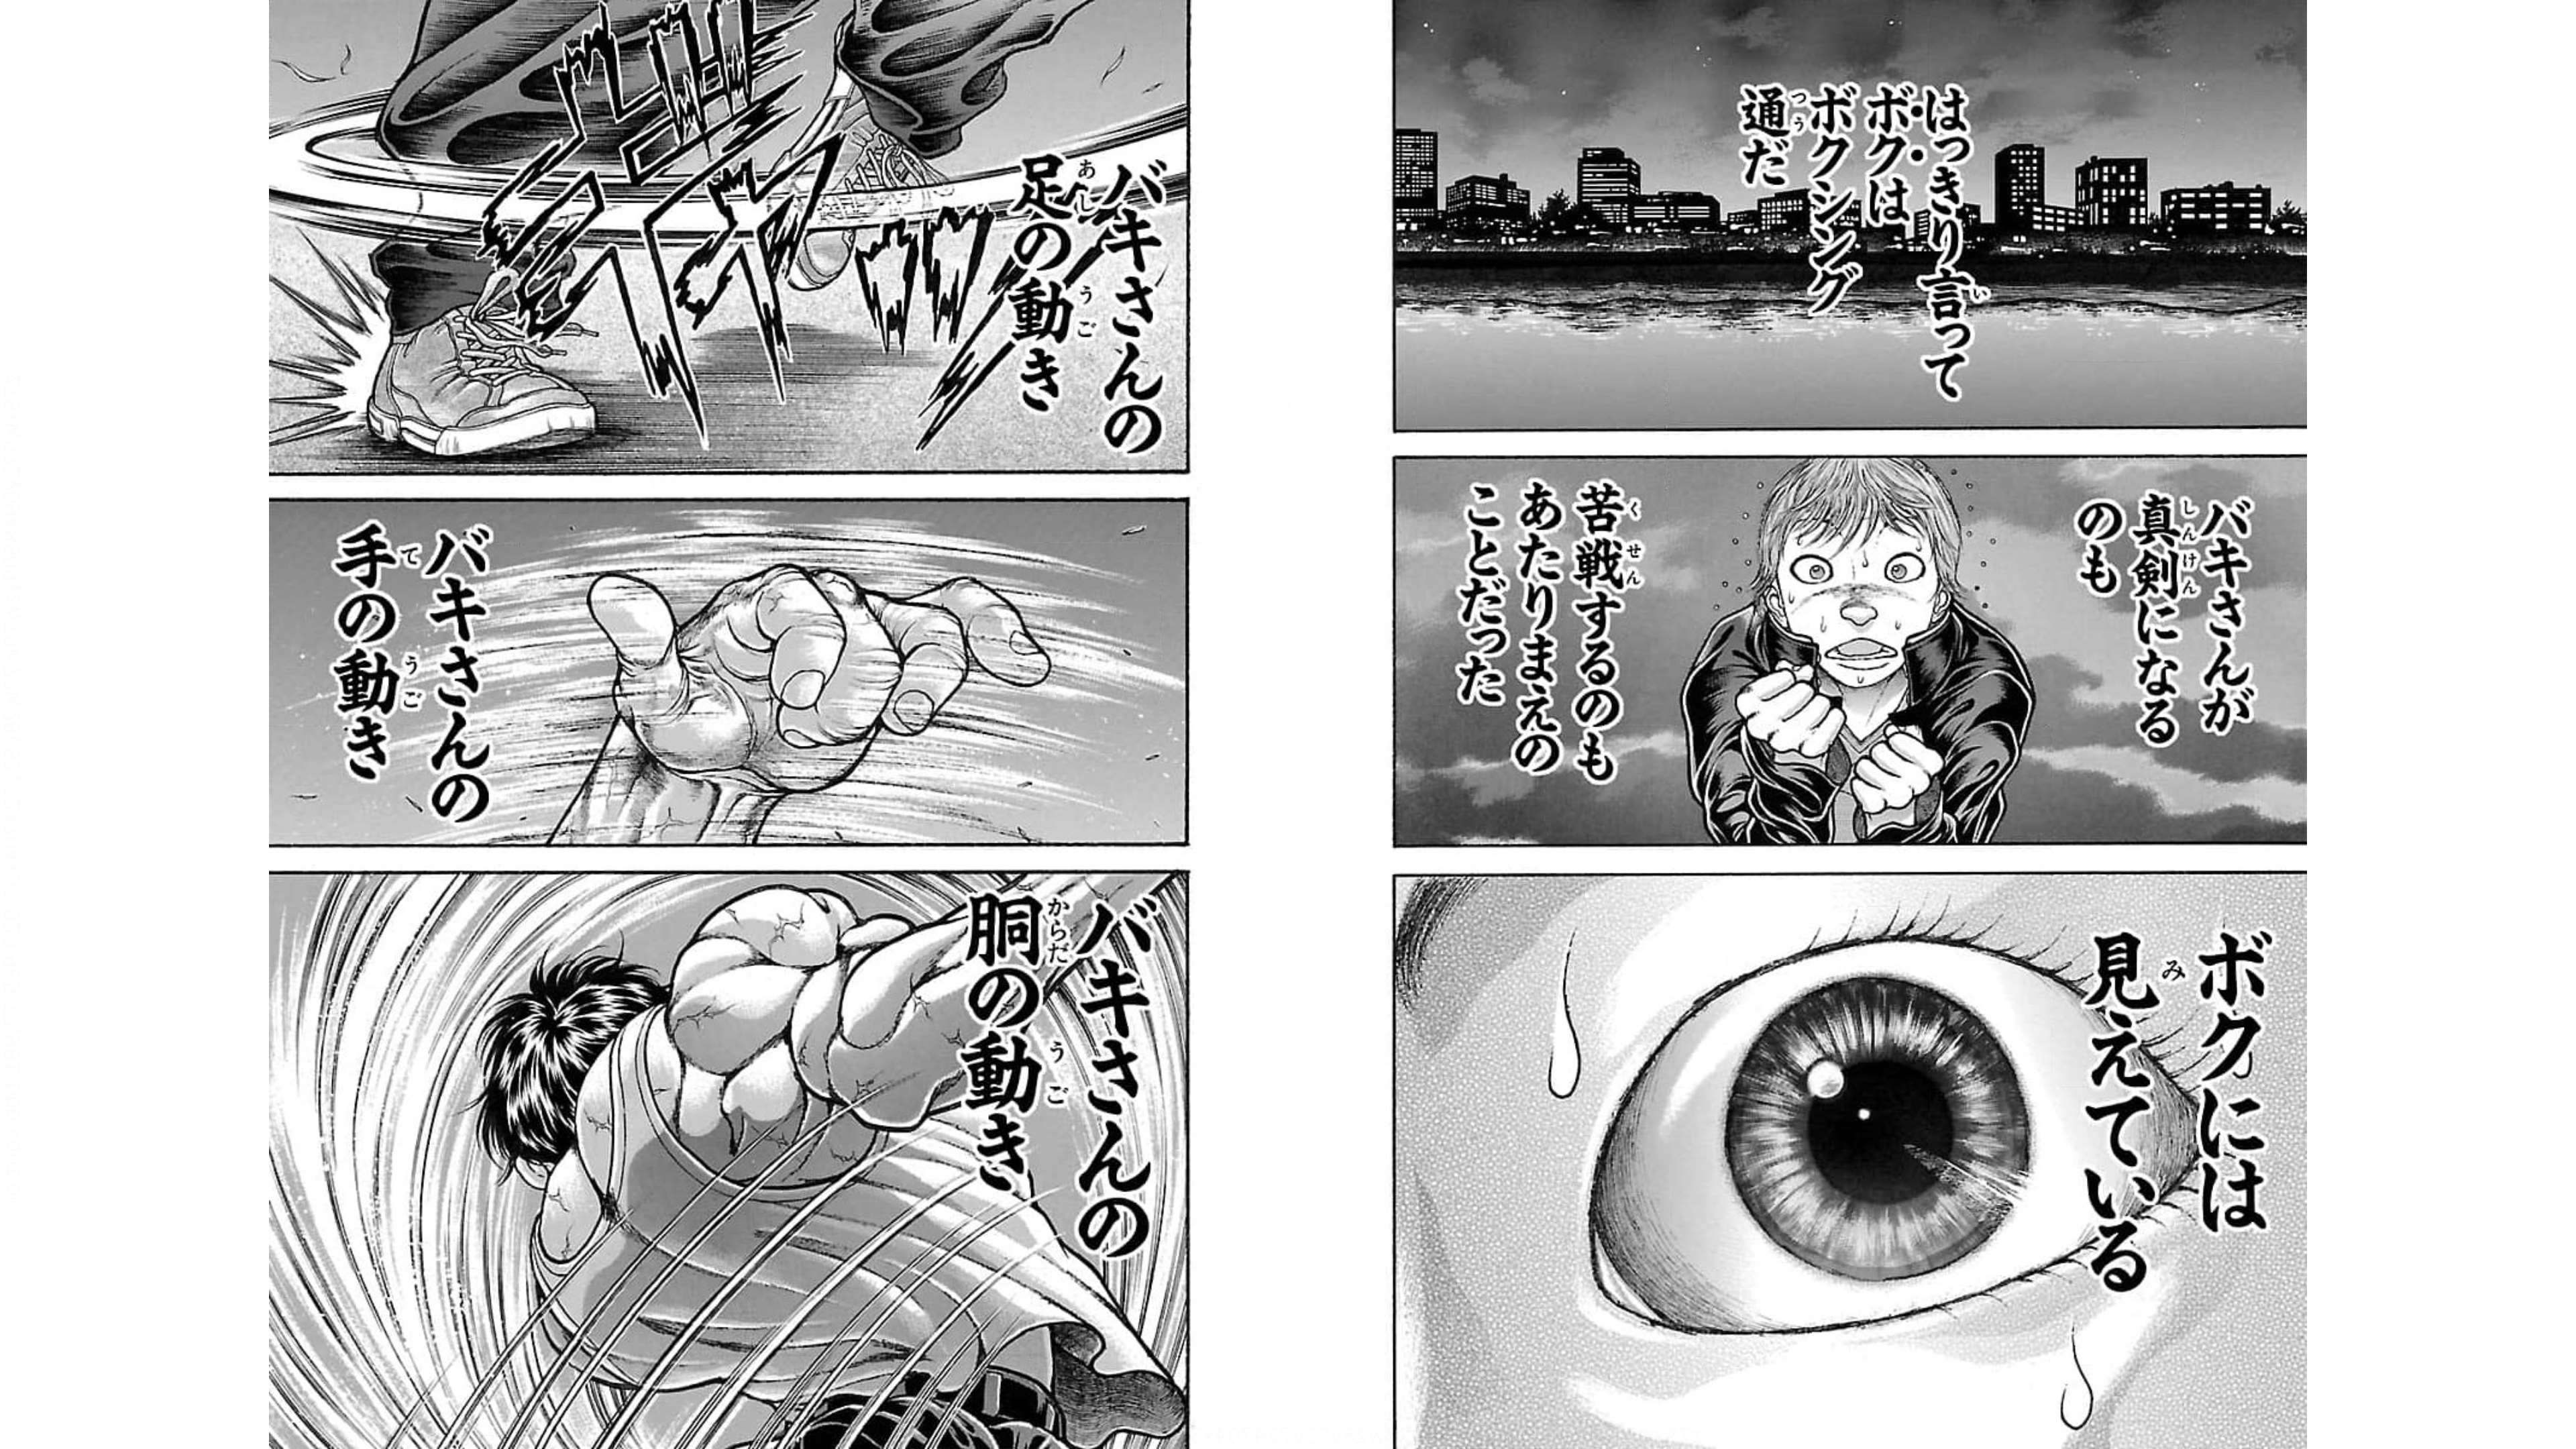 はっきり言って
ボクは
ボクシング
通だ
バキさんが
真剣になる
のも
苦戦するのも
あたりまえの
ことだった
ボクには
見えている
バキさんの
足の動き
バキさんの
手の動き
バキさんの
胴の動き